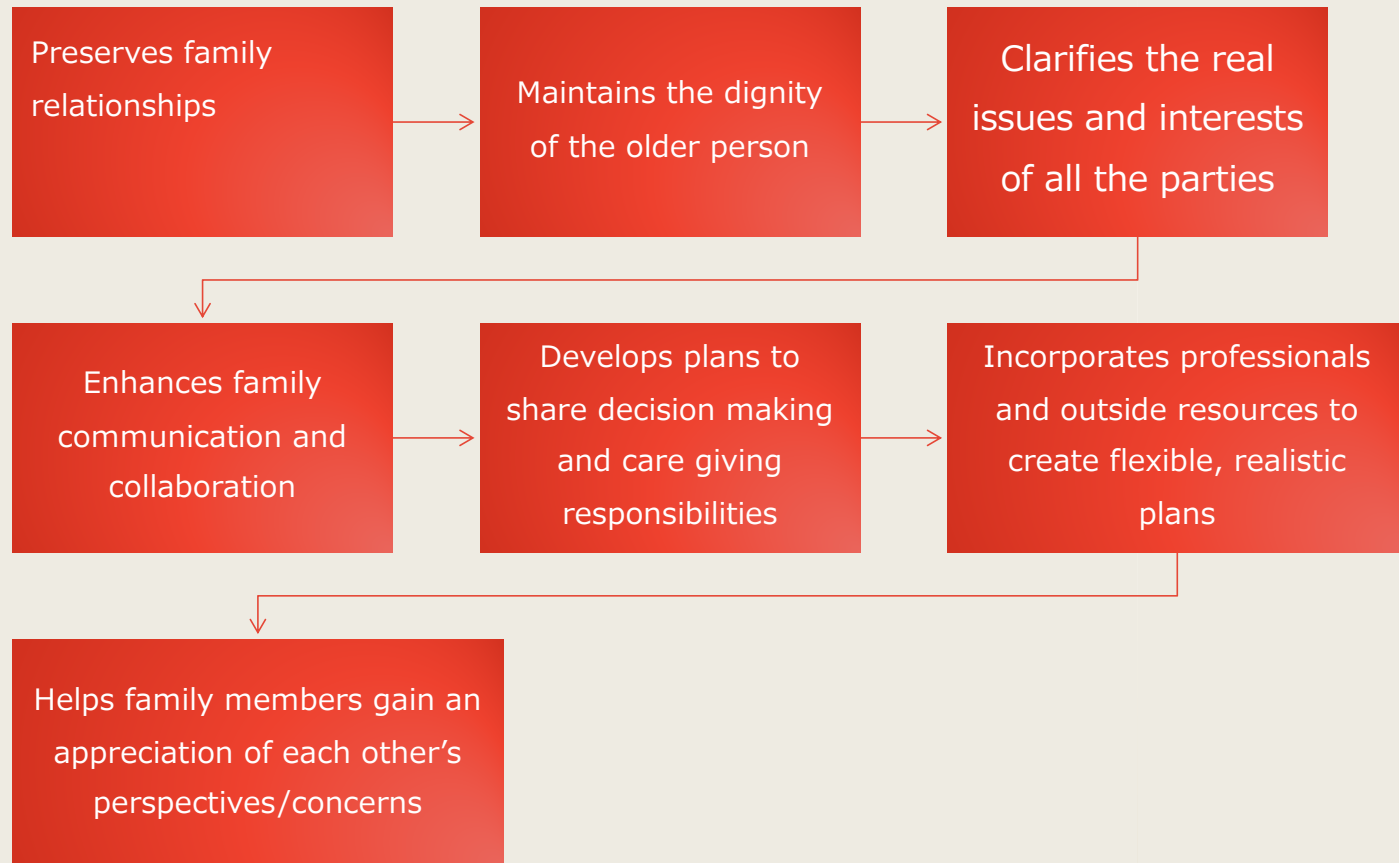 Preserves family
relationships
Maintains the dignity
of the older person
Clarifies the real
issues and interests
of all the parties
Enhances family
communication and
collaboration
Develops plans to
share decision making
and care giving
responsibilities
Incorporates professionals
and outside resources to
create flexible, realistic
plans
Helps family members gain an
appreciation of each other’s
perspectives/concerns